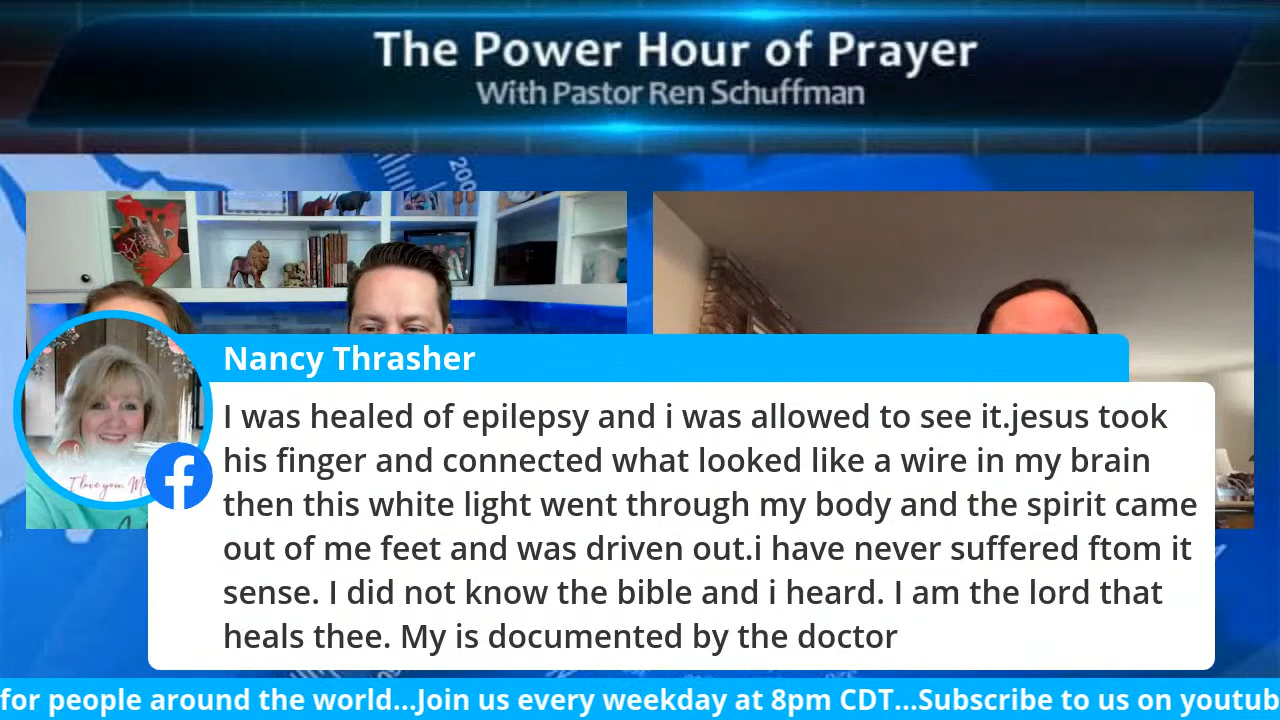 The Power Hour of Prayer
With Pastor Ren Schuffman
200
Nancy Thrasher
I was healed of epilepsy and i was allowed to see it.jesus took
his finger and connected what looked like a wire in my brain
then this white light went through my body and the spirit came
out of me feet and was driven out.i have never suffered ftom it
sense. I did not know the bible and i heard. I am the lord that
heals thee. My is documented by the doctor
I love you, M
for people around the world...Join us every weekday at 8pm CDT...Subscribe to us on youtub